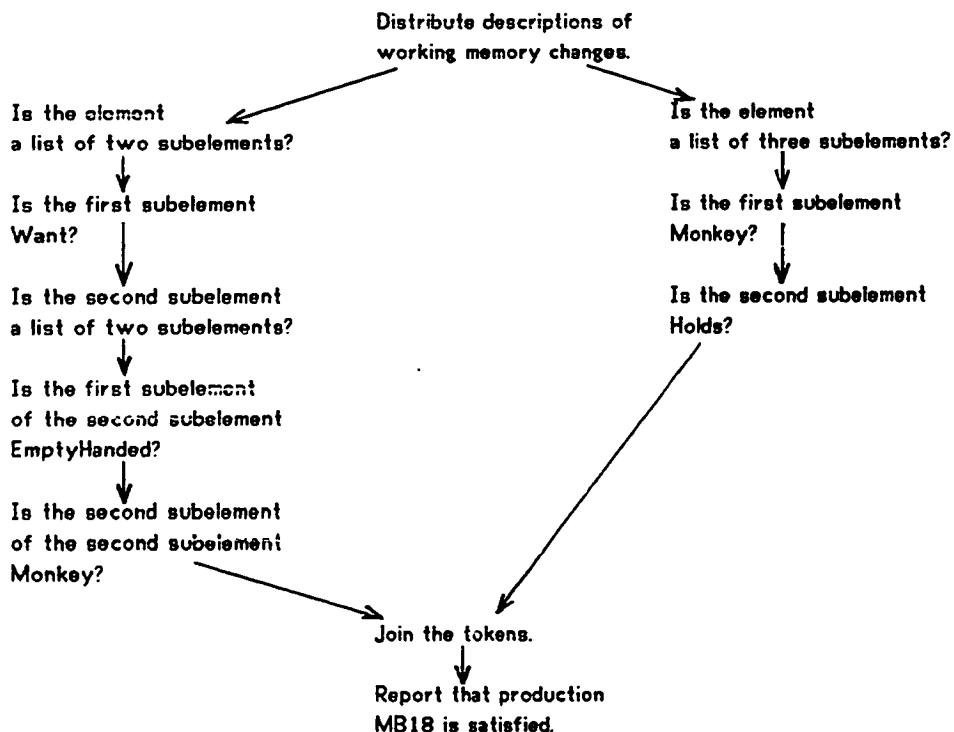 Distribute descriptions of
working memory changes.
Is the element
a list of two subelements?
Is the first subelement
Want?
Is the second subelement
a list of two subelements?
Is the first subelement
of the second subelement
EmptyHanded?
Is the second subelement
of the second subelement
Monkey?
Is the element
a list of three subelements?
Is the first subelement
Monkey?
Is the second subelement
Holds?
Join the tokens.
Report that production
MB18 is satisfied.